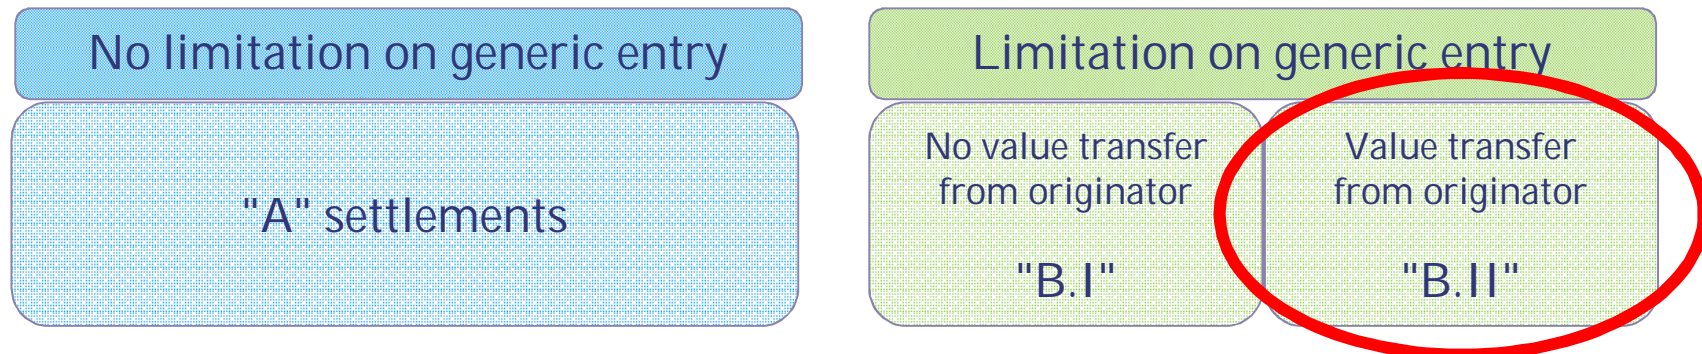 No limitation on generic entry
"A" settlements
Limitation on generic entry
No value transfer
from originator
"B.I"
Value transfer
from originator
"B.II"